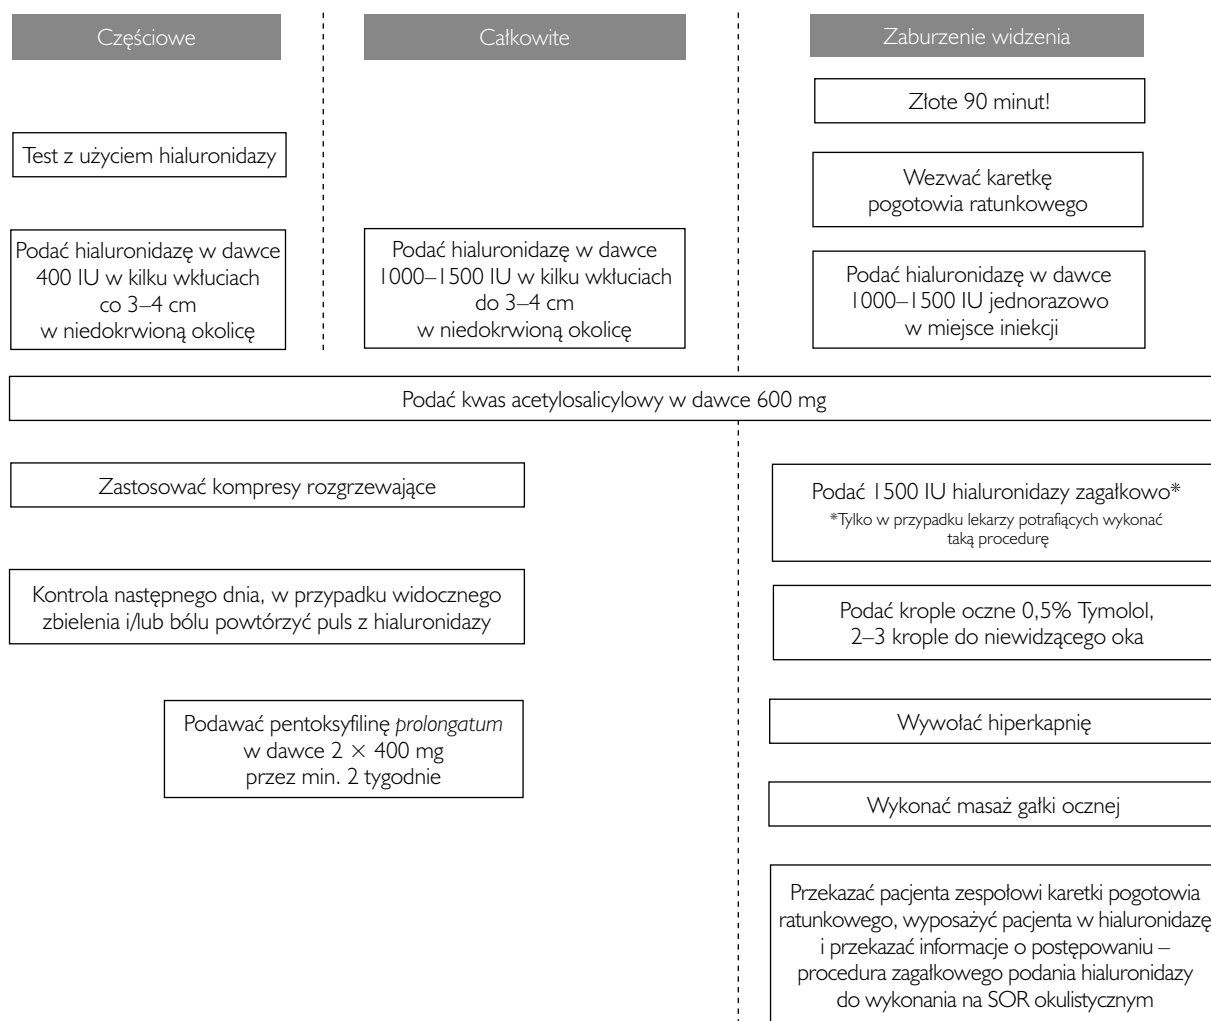 Częściowe
Całkowite
Zaburzenie widzenia
Złote 90 minut!
Test z użyciem hialuronidazy
Wezwać karetkę
pogotowia ratunkowego
Podać hialuronidazę w dawce
400 IU w kilku wkłuciach
co 3–4 cm
w niedokrwioną okolicę
Podać hialuronidazę w dawce
1000–1500 IU w kilku wkłuciach
do 3–4 cm
w niedokrwioną okolicę
Podać hialuronidazę w dawce
1000–1500 IU jednorazowo
w miejsce iniekcji
Podać kwas acetylosalicylowy w dawce 600 mg
Zastosować kompresy rozgrzewające
Kontrola następnego dnia, w przypadku widocznego
zbielenia i/lub bólu powtórzyć puls z hialuronidazy
Podawać pentoksyfilinę prolongatum
w dawce 2 × 400 mg
przez min. 2 tygodnie
Podać 1500 IU hialuronidazy zagałkowo*
*Tylko w przypadku lekarzy potrafiących wykonać
taką procedurę
Podać krople oczne 0,5% Tymolol,
2–3 krople do niewidzącego oka
Wywołać hiperkapnię
Wykonać masaż gałki ocznej
Przekazać pacjenta zespołowi karetki pogotowia
ratunkowego, wyposażyć pacjenta w hialuronidazę
i przekazać informacje o postępowaniu –
procedura zagałkowego podania hialuronidazy
do wykonania na SOR okulistycznym